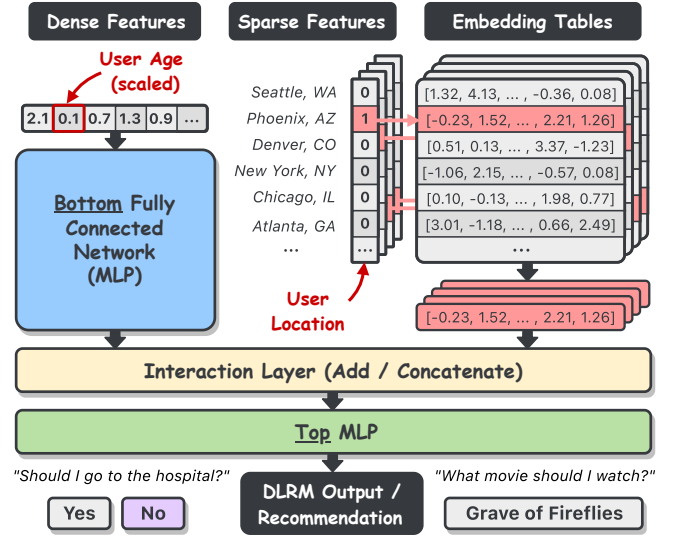 Dense Features
Sparse Features
Embedding Tables
User Age
(scaled)
2.1 0.1 0.7 1.3 0.9 ...
Bottom Fully
Connected
Network
(MLP)
Seattle, WA 0 [1.32, 4.13, ... , -0.36, 0.08]
Phoenix, AZ 1 [-0.23, 1.52, ... , 2.21, 1.26]
Denver, CO 0 [0.51, 0.13, ... , 3.37, -1.23]
New York, NY 0 [-1.06, 2.15, ... , -0.57, 0.08]
Chicago, IL 0 [0.10, -0.13, ... , 1.98, 0.77]
Atlanta, GA 0 [3.01, -1.18, ... , 0.66, 2.49]
... ... ...
User
Location
[-0.23, 1.52, ... , 2.21, 1.26]
Interaction Layer (Add / Concatenate)
Top MLP
"Should I go to the hospital?"
Yes No
DLRM Output /
Recommendation
"What movie should I watch?"
Grave of Fireflies